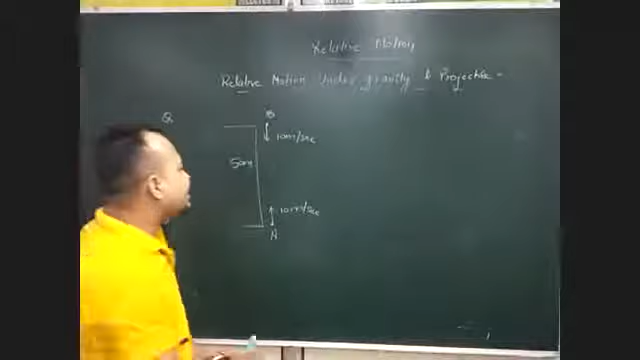 Relative Motion
Relative Motion Under gravity & Projectile -
Q
B
10m/sec
50m
10m/sec
A